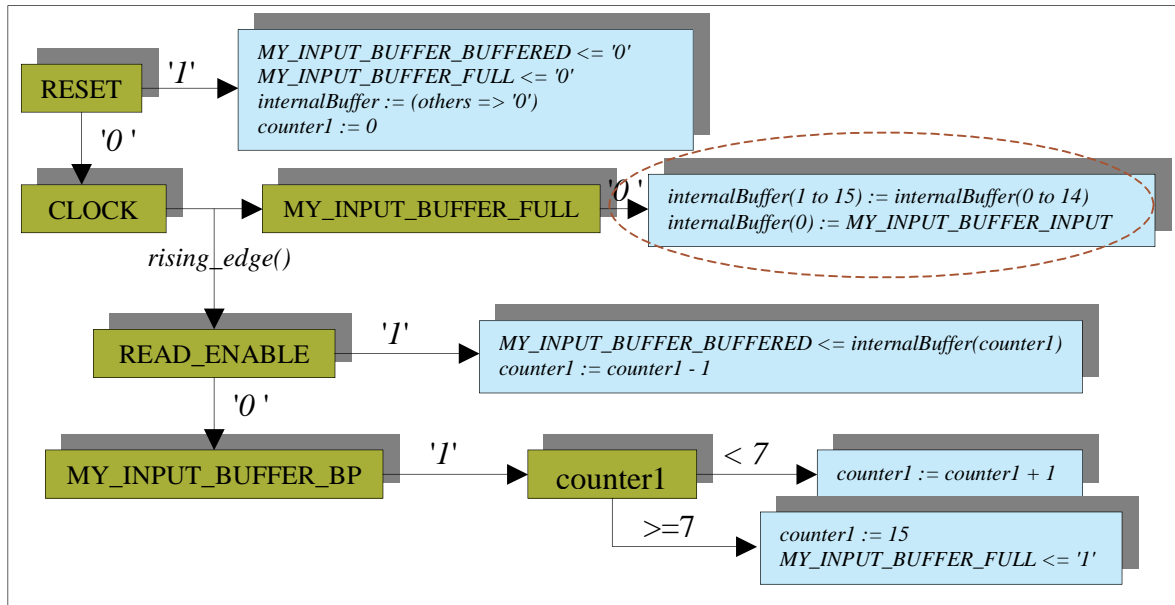 RESET
'1'
MY_INPUT_BUFFER_BUFFERED <= '0'
MY_INPUT_BUFFER_FULL <= '0'
internalBuffer := (others => '0')
counter1 := 0
'0 '
CLOCK
MY_INPUT_BUFFER_FULL
'0 '
internalBuffer(1 to 15) := internalBuffer(0 to 14)
internalBuffer(0) := MY_INPUT_BUFFER_INPUT
rising_edge()
READ_ENABLE
'1'
MY_INPUT_BUFFER_BUFFERED <= internalBuffer(counter1)
counter1 := counter1 - 1
'0 '
MY_INPUT_BUFFER_BP
'1'
counter1
< 7
counter1 := counter1 + 1
>=7
counter1 := 15
MY_INPUT_BUFFER_FULL <= '1'